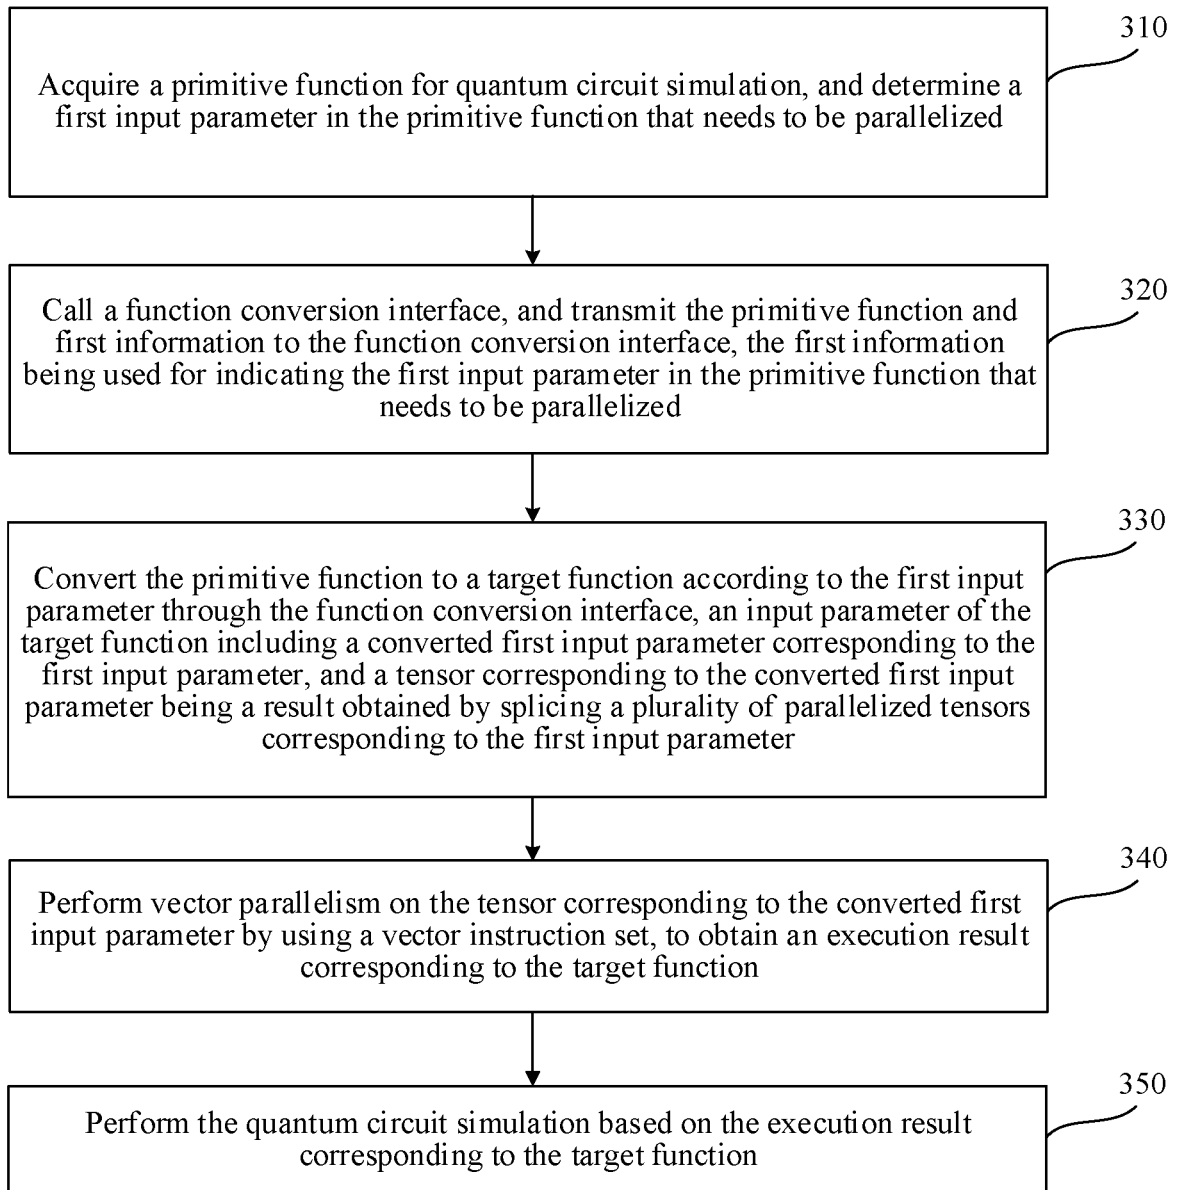 310
Acquire a primitive function for quantum circuit simulation, and determine a
first input parameter in the primitive function that needs to be parallelized
320
Call a function conversion interface, and transmit the primitive function and
first information to the function conversion interface, the first information
being used for indicating the first input parameter in the primitive function that
needs to be parallelized
330
Convert the primitive function to a target function according to the first input
parameter through the function conversion interface, an input parameter of the
target function including a converted first input parameter corresponding to the
first input parameter, and a tensor corresponding to the converted first input
parameter being a result obtained by splicing a plurality of parallelized tensors
corresponding to the first input parameter
340
Perform vector parallelism on the tensor corresponding to the converted first
input parameter by using a vector instruction set, to obtain an execution result
corresponding to the target function
350
Perform the quantum circuit simulation based on the execution result
corresponding to the target function